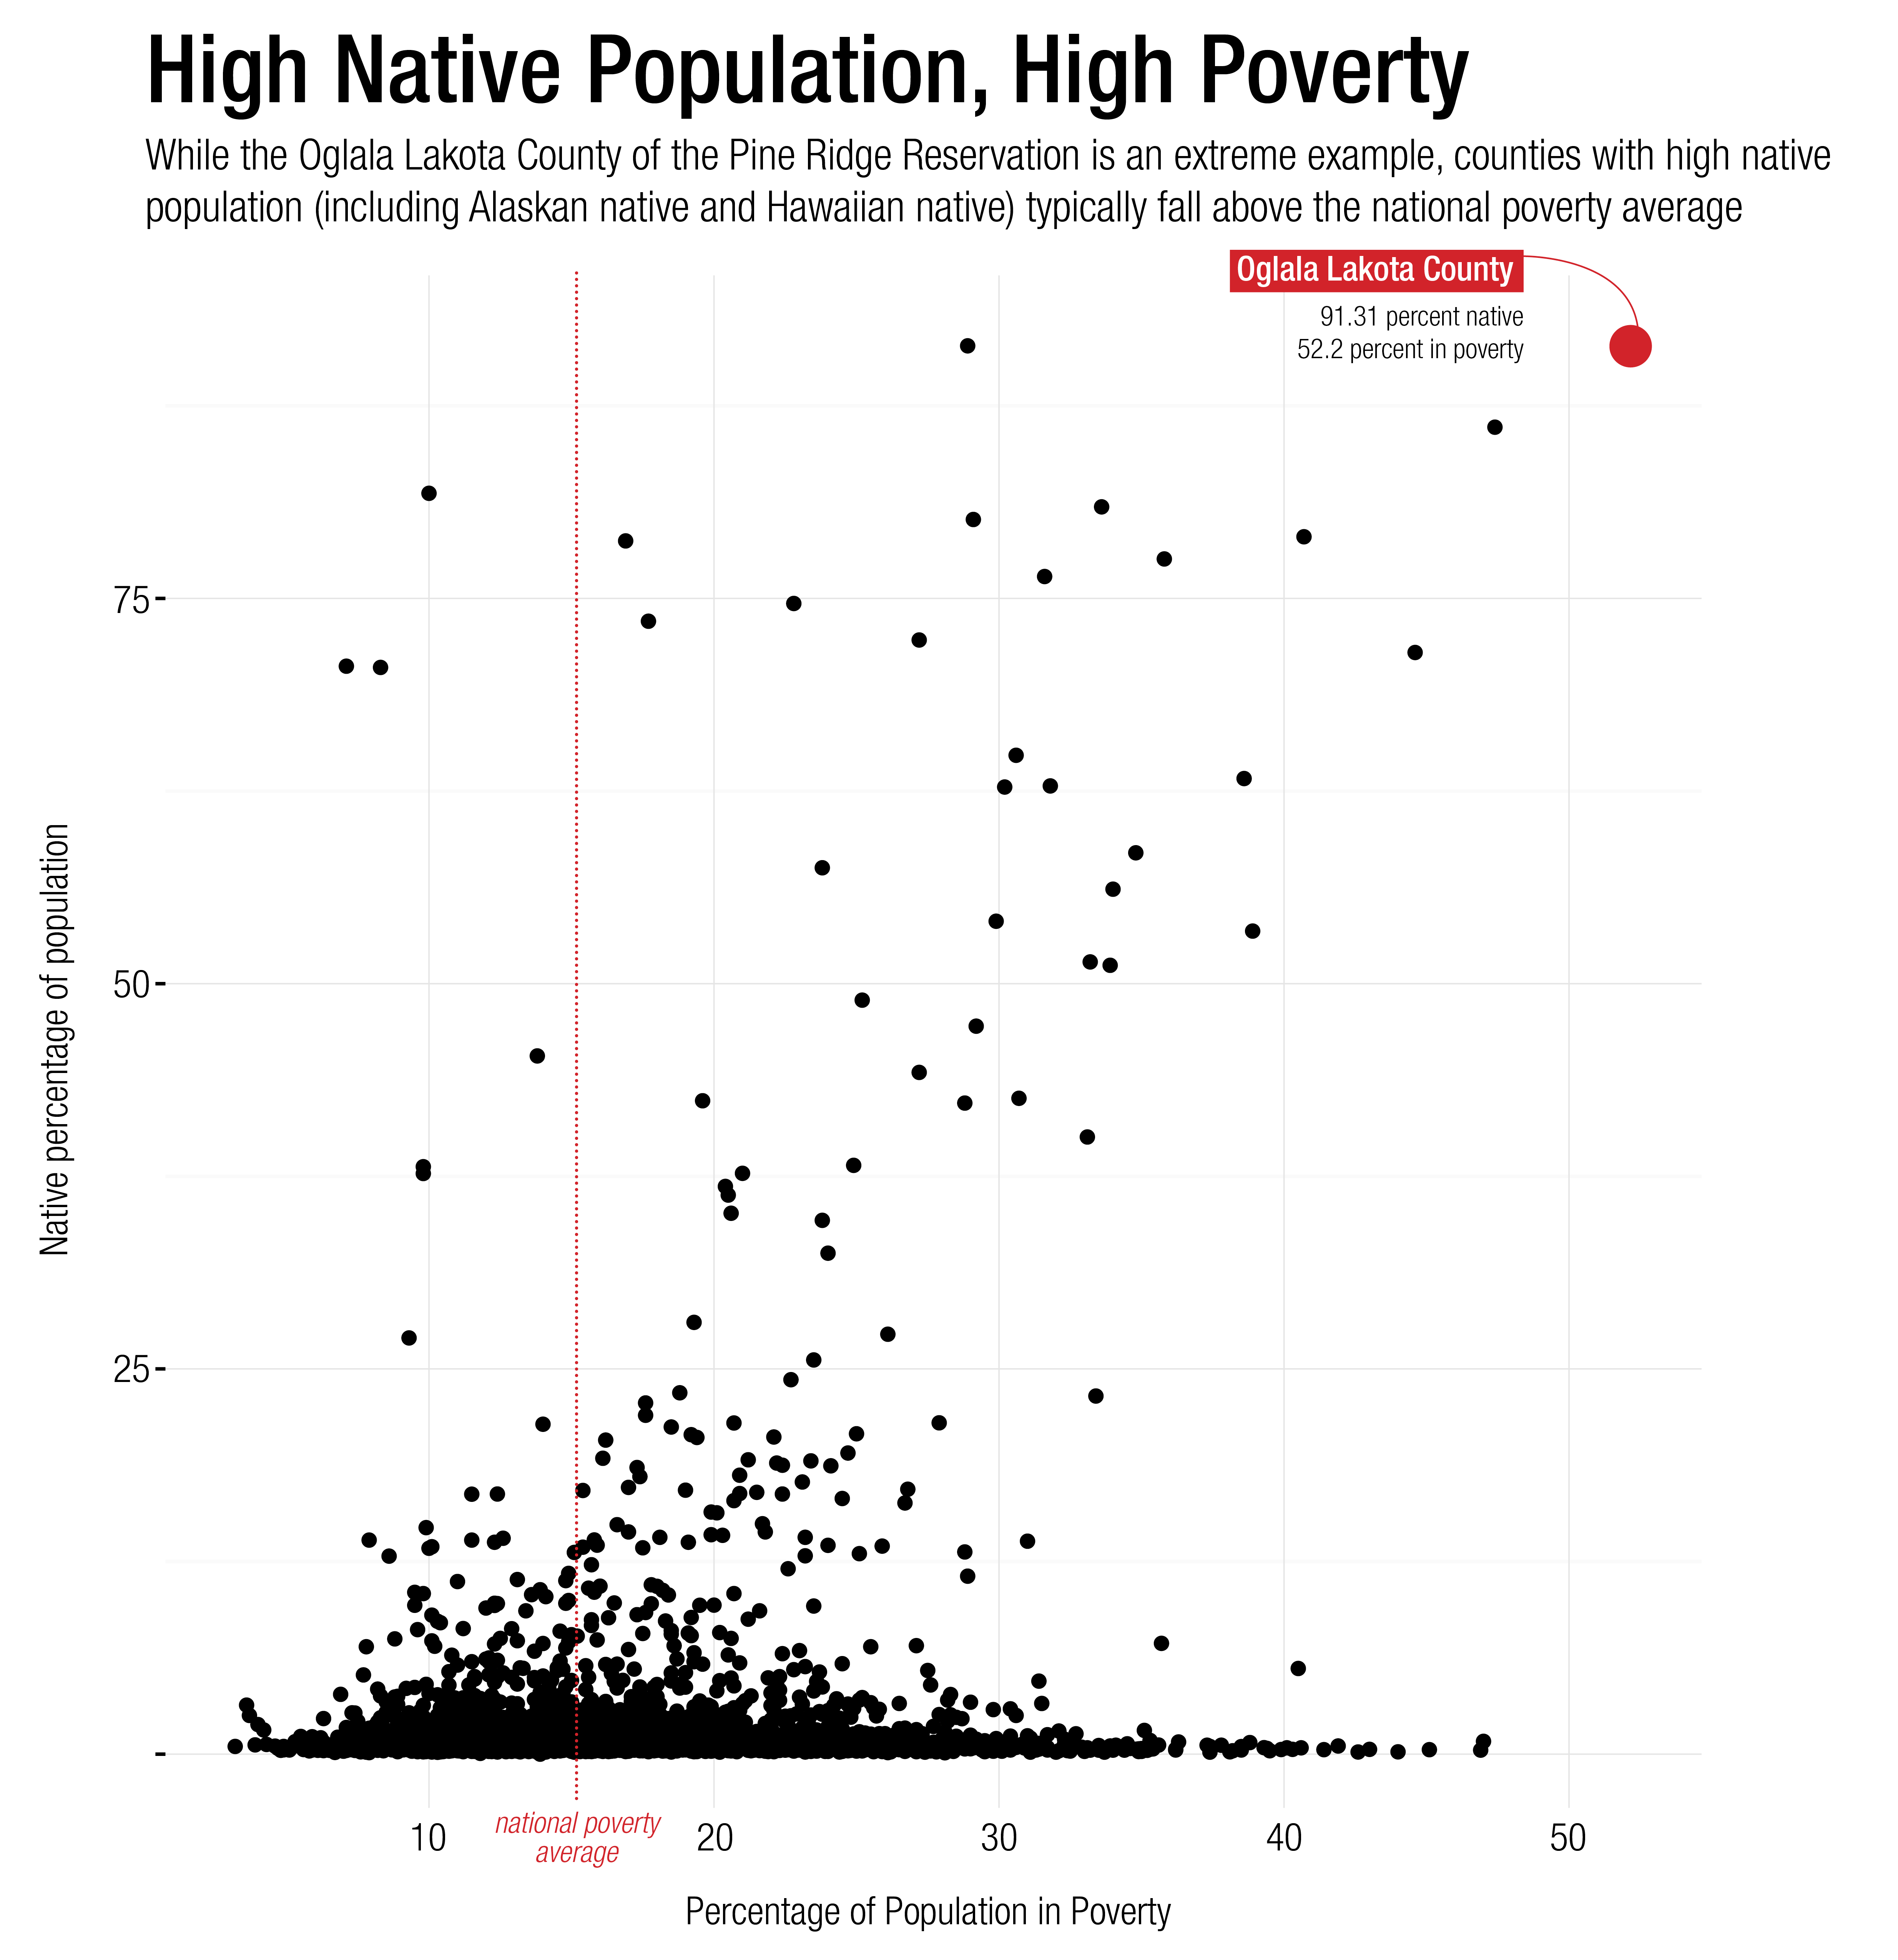 High Native Population, High Poverty
While the Oglala Lakota County of the Pine Ridge Reservation is an extreme example, counties with high native
population (including Alaskan native and Hawaiian native) typically fall above the national poverty average
Oglala Lakota County
91.31 percent native
52.2 percent in poverty
75
50
25
Native percentage of population
10
20
30
40
50
national poverty
average
Percentage of Population in Poverty